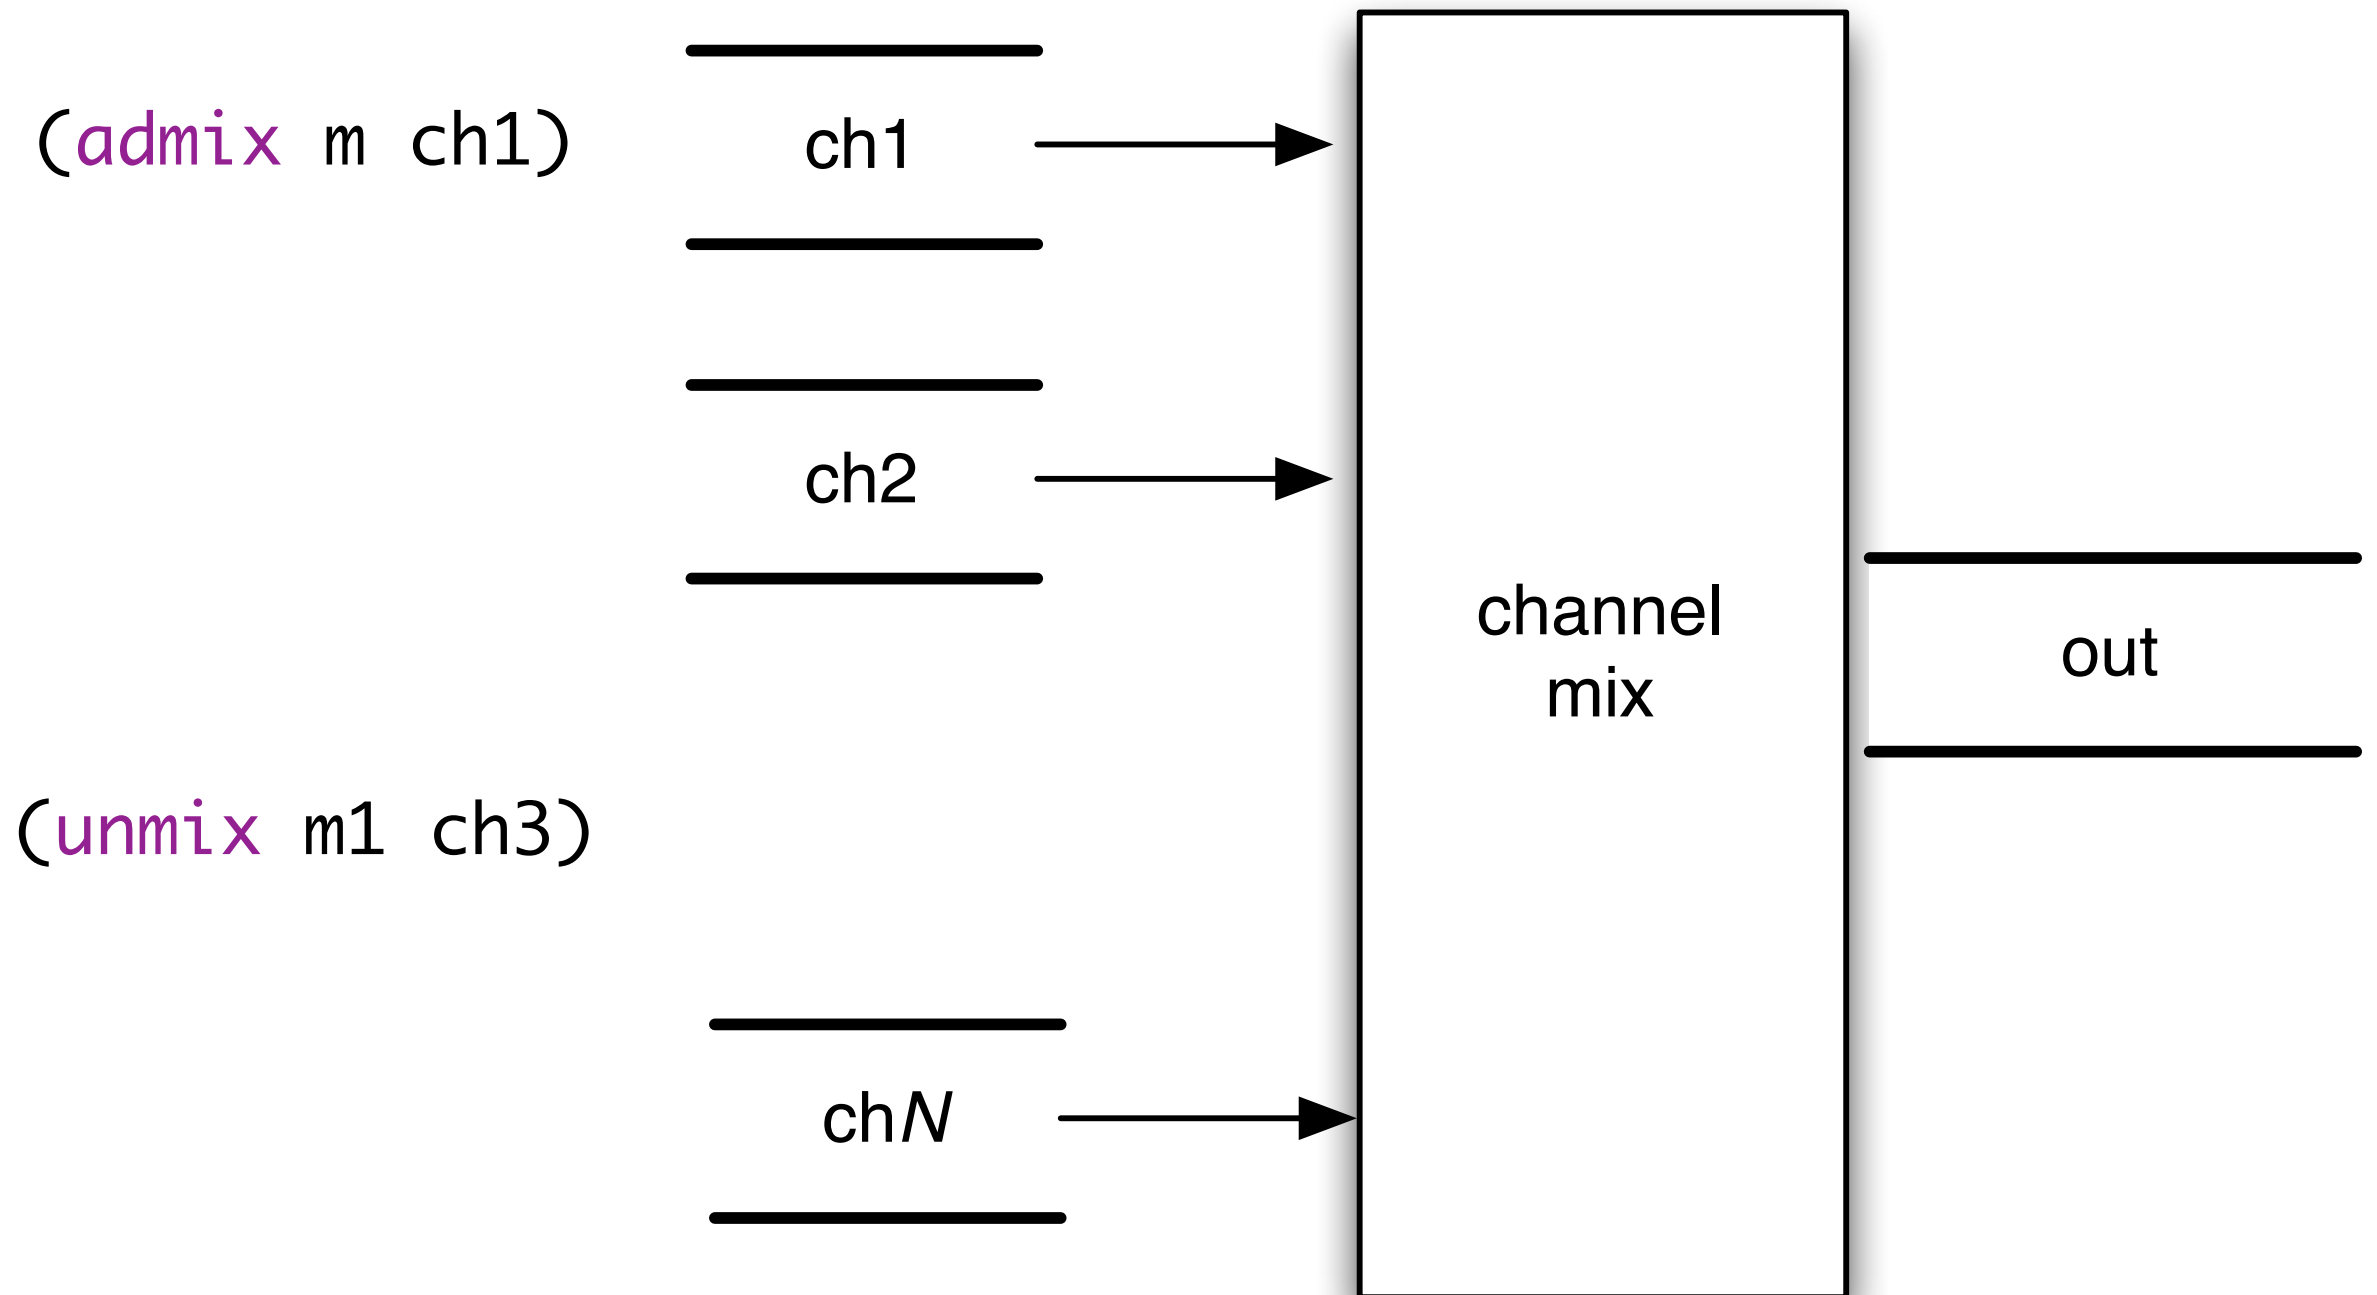 (admix m ch1)
ch1
ch2
channel
mix
out
(unmix m1 ch3)
chN